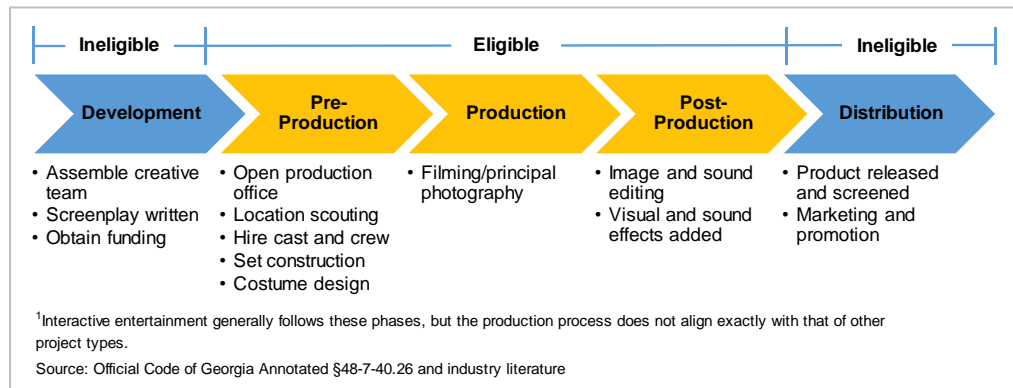 Ineligible
Eligible
Ineligible
Development
Pre-
Production
Production
Post-
Production
Distribution
• Assemble creative
team
• Screenplay written
• Obtain funding
• Open production
office
• Location scouting
• Hire cast and crew
• Set construction
• Costume design
• Filming/principal
photography
• Image and sound
editing
• Visual and sound
effects added
• Product released
and screened
• Marketing and
promotion
¹Interactive entertainment generally follows these phases, but the production process does not align exactly with that of other
project types.
Source: Official Code of Georgia Annotated §48-7-40.26 and industry literature